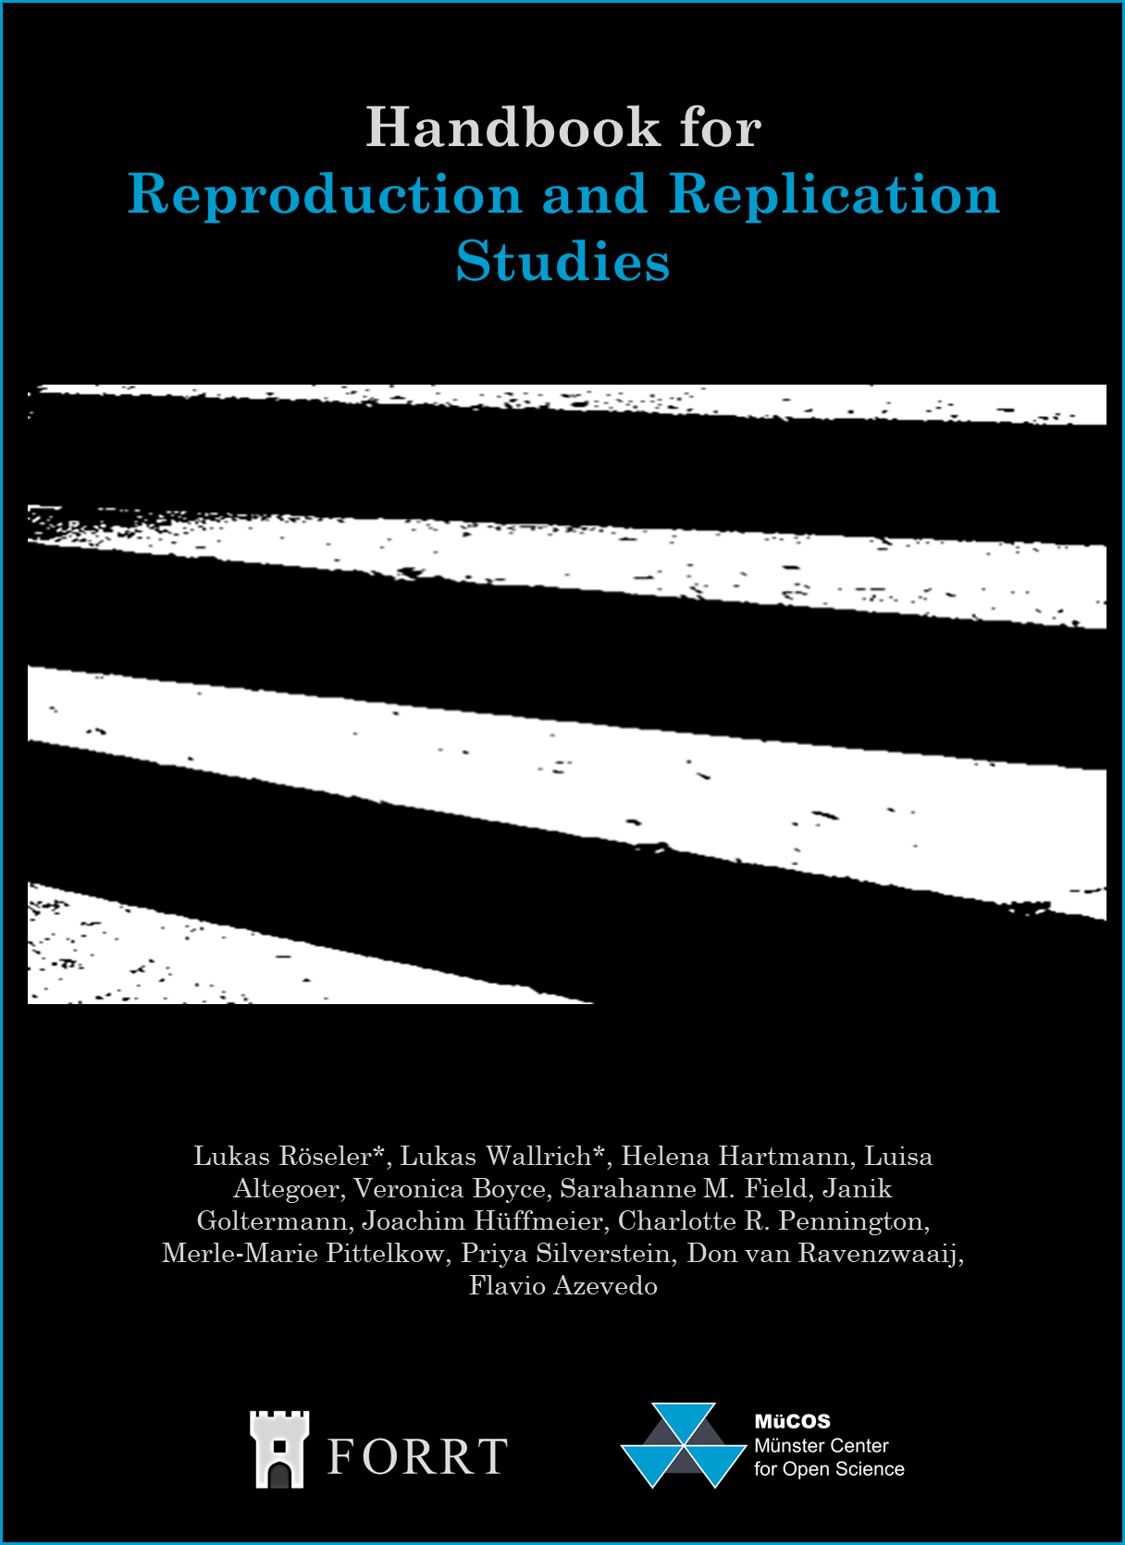 Handbook for
Reproduction and Replication
Studies
Lukas Röseler*, Lukas Wallrich*, Helena Hartmann, Luisa
Altegoer, Veronica Boyce, Sarahanne M. Field, Janik
Goltermann, Joachim Hüffmeier, Charlotte R. Pennington,
Merle-Marie Pittelkow, Priya Silverstein, Don van Ravenzwaaij,
Flavio Azevedo
FORRT
MüCOS
Münster Center
for Open Science